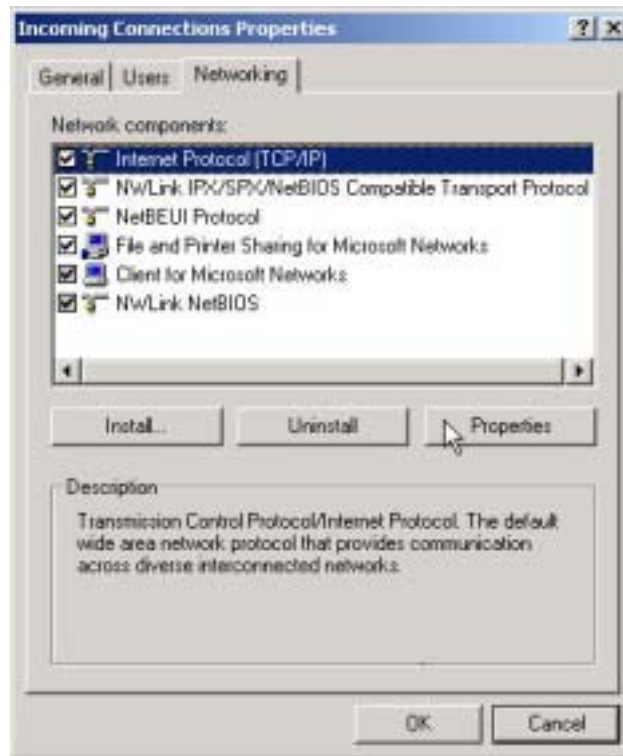 Incoming Connections Properties
General
Users
Networking
Network components:
Internet Protocol (TCP/IP)
NWLink IPX/SPX/NetBIOS Compatible Transport Protocol
NetBEUI Protocol
File and Printer Sharing for Microsoft Networks
Client for Microsoft Networks
NWLink NetBIOS
Install...
Uninstall
Properties
Description
Transmission Control Protocol/Internet Protocol. The default
wide area network protocol that provides communication
across diverse interconnected networks.
OK
Cancel